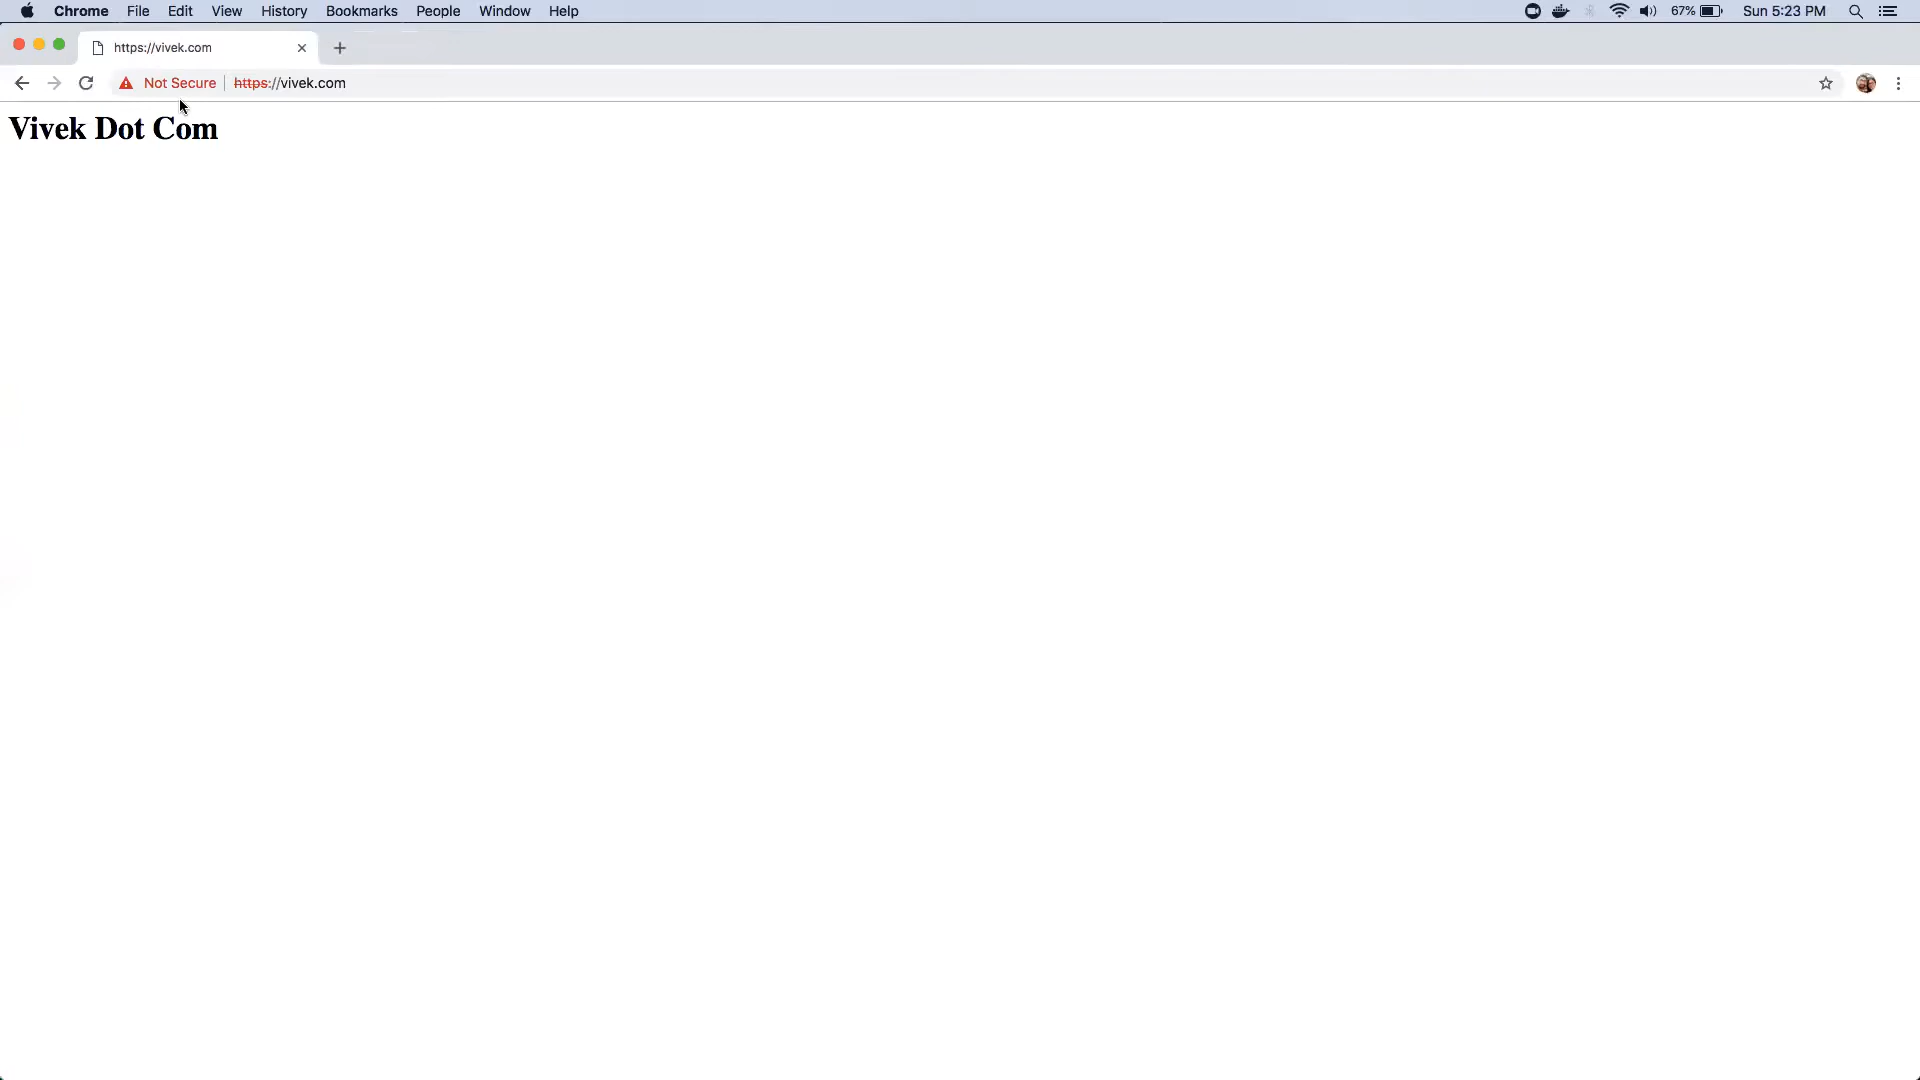 Chrome File Edit View History Bookmarks People Window Help 67% Sun 5:23 PM
https://vivek.com
Not Secure https://vivek.com
Vivek Dot Com